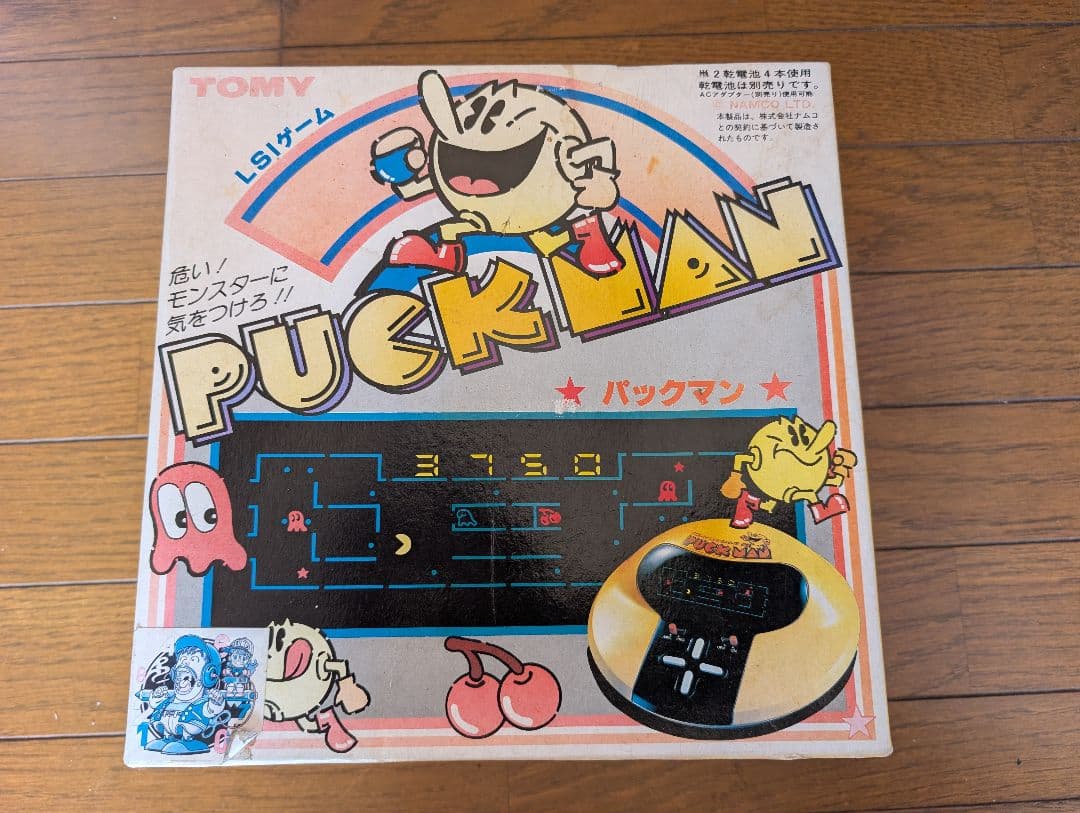 TOMY
LSIゲーム
単2乾電池4本使用
乾電池は別売りです。
ACアダプター(別売り)使用可能
© NAMCO LTD.
本製品は、株式会社ナムコ
との契約に基づいて製造さ
れたものです。
危い!
モンスターに
気をつけろ!!
PUCKMAN
★ パックマン ★
3750
PUCKMAN